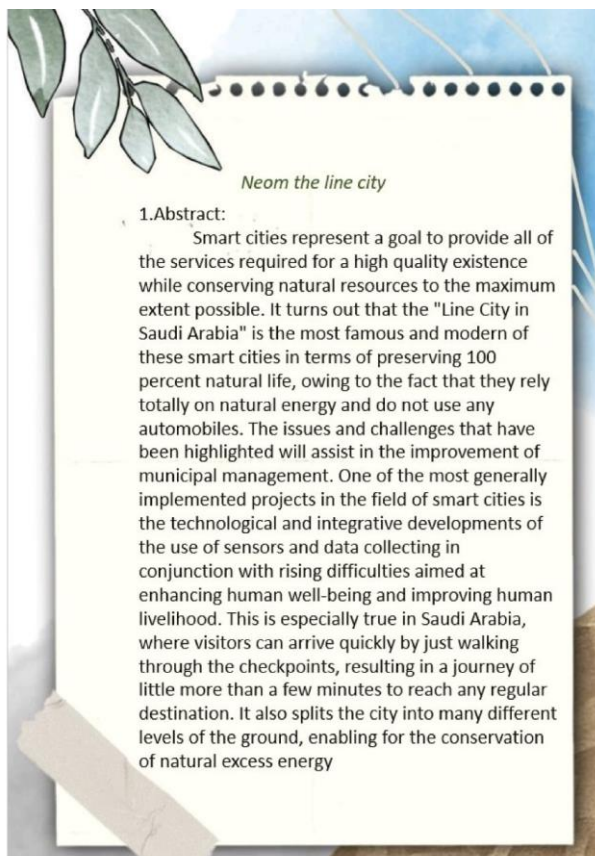 Neom the line city
1.Abstract:
Smart cities represent a goal to provide all of
the services required for a high quality existence
while conserving natural resources to the maximum
extent possible. It turns out that the "Line City in
Saudi Arabia" is the most famous and modern of
these smart cities in terms of preserving 100
percent natural life, owing to the fact that they rely
totally on natural energy and do not use any
automobiles. The issues and challenges that have
been highlighted will assist in the improvement of
municipal management. One of the most generally
implemented projects in the field of smart cities is
the technological and integrative developments of
the use of sensors and data collecting in
conjunction with rising difficulties aimed at
enhancing human well-being and improving human
livelihood. This is especially true in Saudi Arabia,
where visitors can arrive quickly by just walking
through the checkpoints, resulting in a journey of
little more than a few minutes to reach any regular
destination. It also splits the city into many different
levels of the ground, enabling for the conservation
of natural excess energy